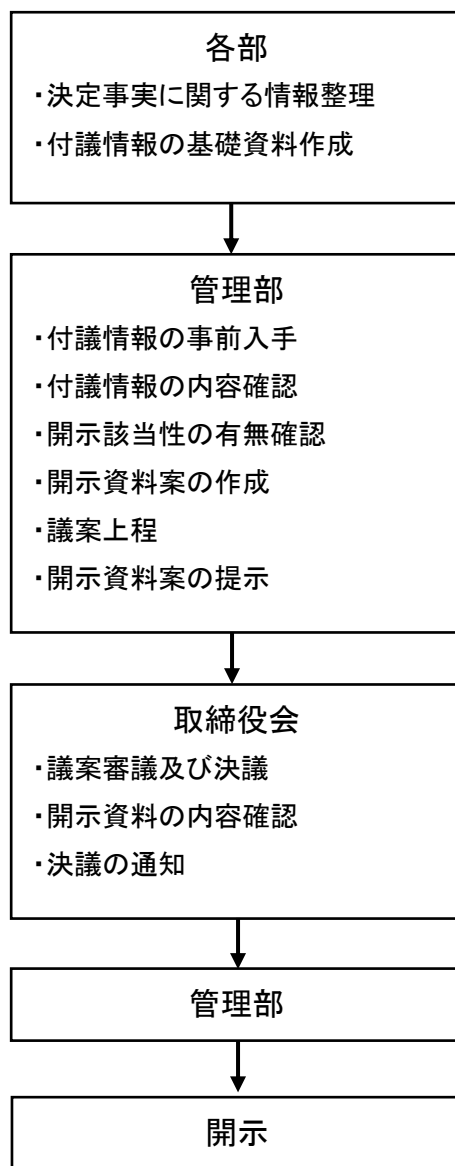 各部
・決定事実に関する情報整理
・付議情報の基礎資料作成
管理部
・付議情報の事前入手
・付議情報の内容確認
・開示該当性の有無確認
・開示資料案の作成
・議案上程
・開示資料案の提示
取締役会
・議案審議及び決議
・開示資料の内容確認
・決議の通知
管理部
開示